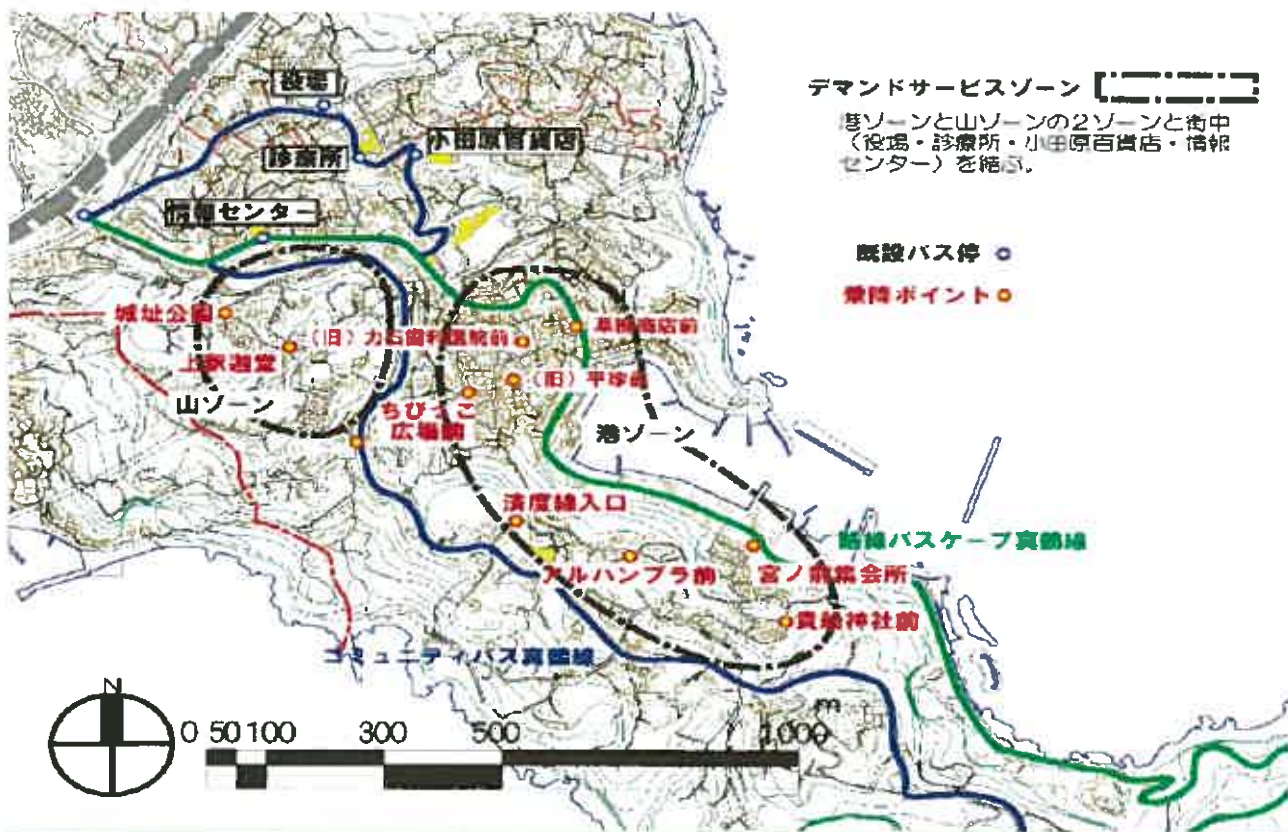 役場
デマンドサービスゾーン
港ゾーンと山ゾーンの2ゾーンと街中
（役場・診療所・小田原百貨店・情報
センター）を結ぶ。
小田原百貨店
診療所
情報センター
既設バス停
乗降ポイント
城址公園
（旧）力石歯科医院前
草柳商店前
上釈迦堂
（旧）平珍前
山ゾーン
ちびっこ
広場前
港ゾーン
済度線入口
路線バスケープ真鶴線
アルハンブラ前
宮ノ前集会所
貴船神社前
コミュニティバス真鶴線
N
0 50 100 300 500 1000
m